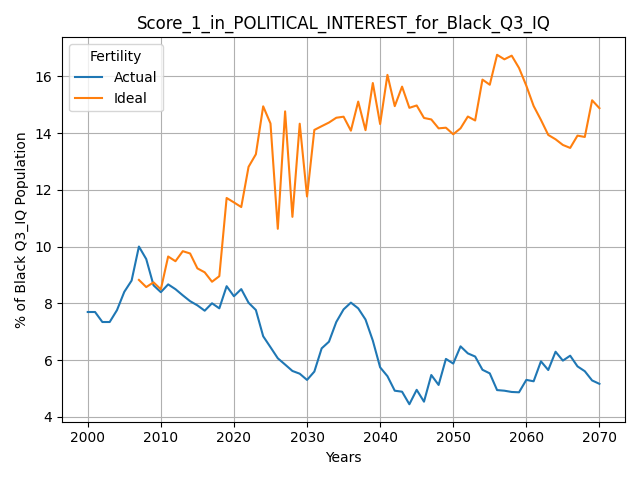 Score_1_in_POLITICAL_INTEREST_for_Black_Q3_IQ
Fertility
Actual
Ideal
% of Black Q3_IQ Population
16
14
12
10
8
6
4
2000 2010 2020 2030 2040 2050 2060 2070
Years